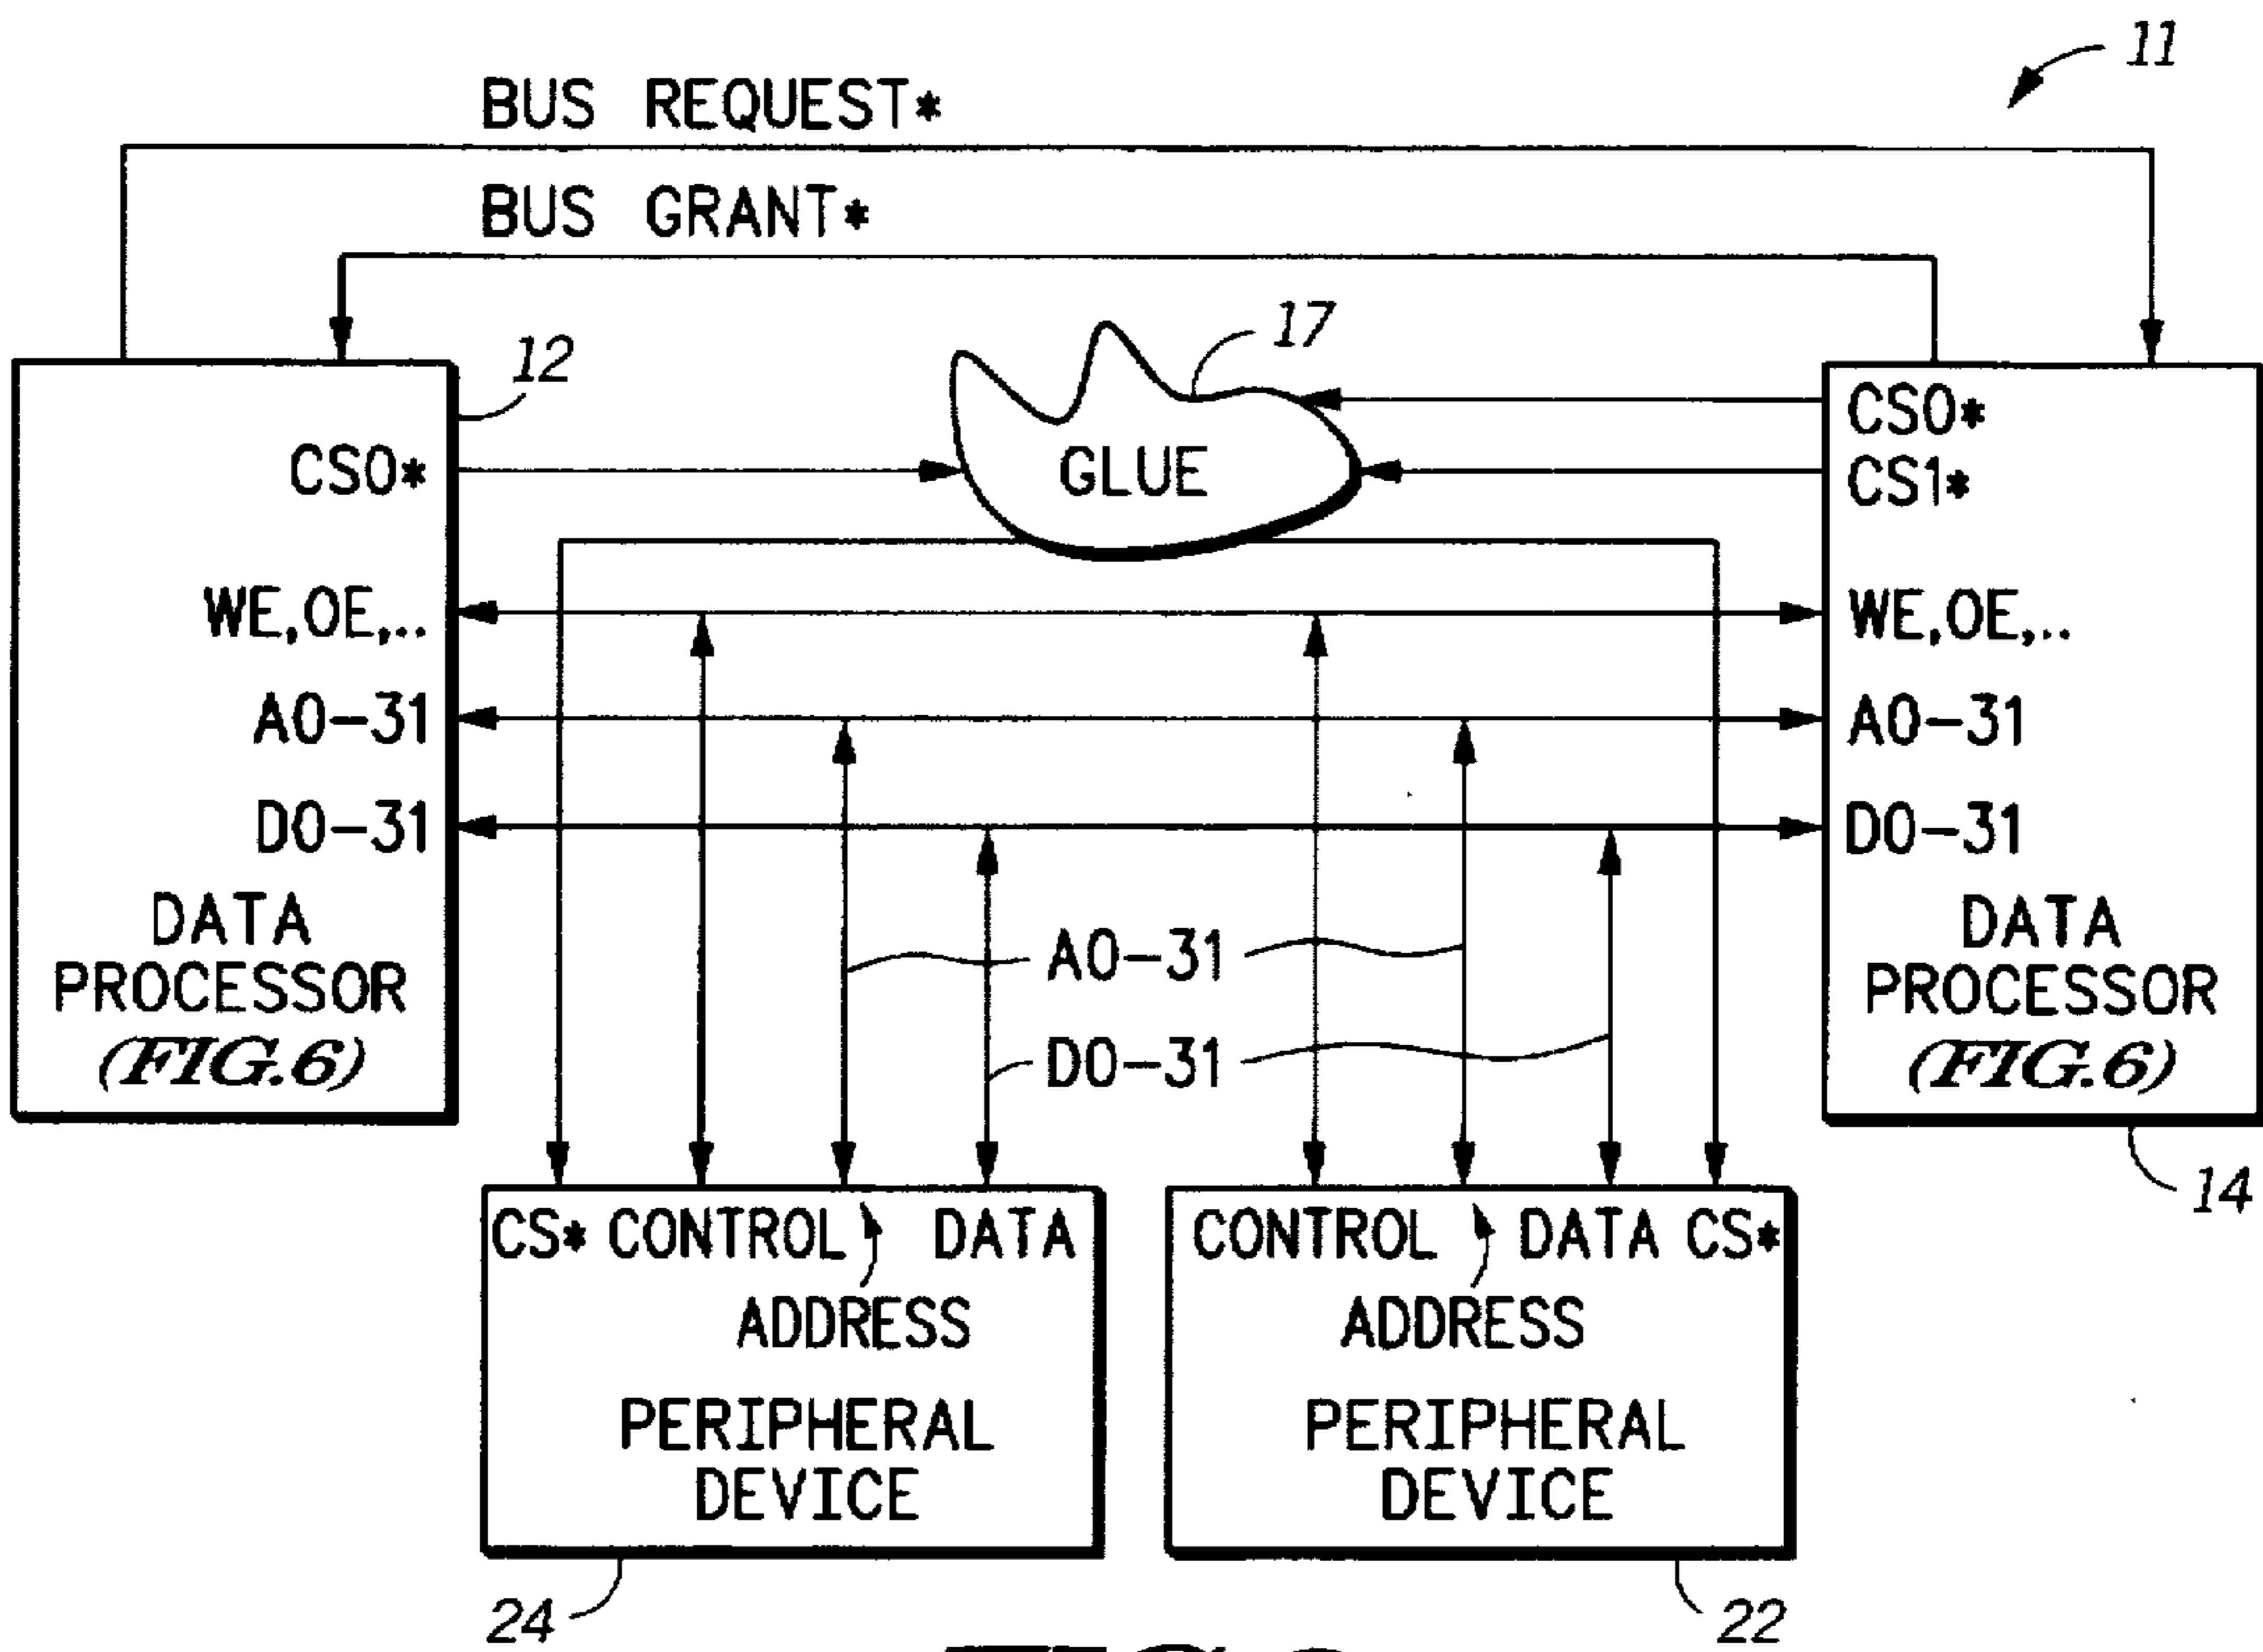 11
BUS REQUEST*
BUS GRANT*
17
12
CS0*
GLUE
CS0*
CS1*
WE,OE,..
WE,OE,..
A0-31
A0-31
D0-31
D0-31
DATA
PROCESSOR
(FIG.6)
A0-31
D0-31
DATA
PROCESSOR
(FIG.6)
14
CS* CONTROL DATA
ADDRESS
PERIPHERAL
DEVICE
24
CONTROL DATA CS*
ADDRESS
PERIPHERAL
DEVICE
22